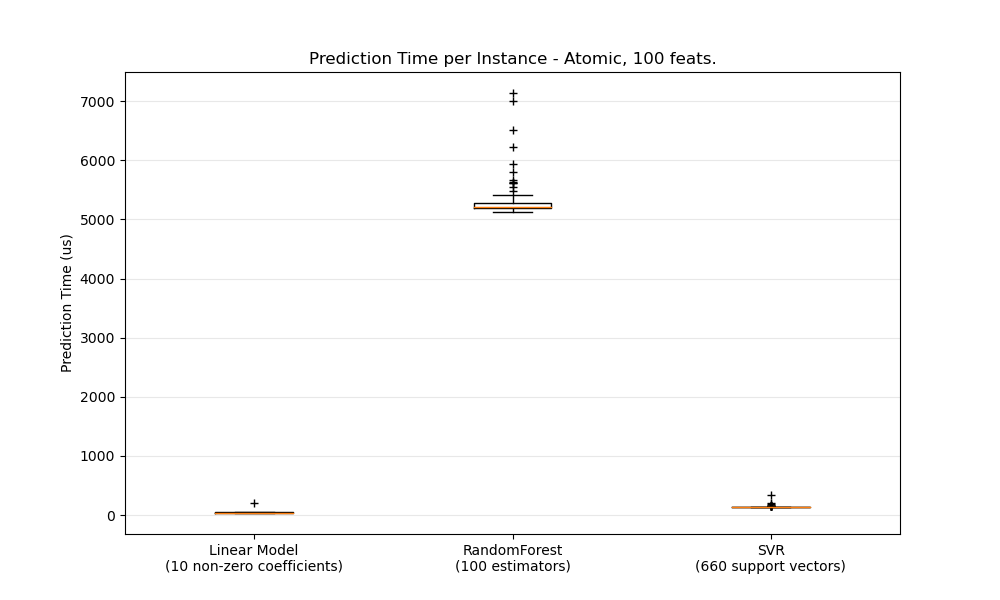 Prediction Time per Instance - Atomic, 100 feats.
Prediction Time (us)
7000
6000
5000
4000
3000
2000
1000
0
Linear Model
(10 non-zero coefficients)
RandomForest
(100 estimators)
SVR
(660 support vectors)